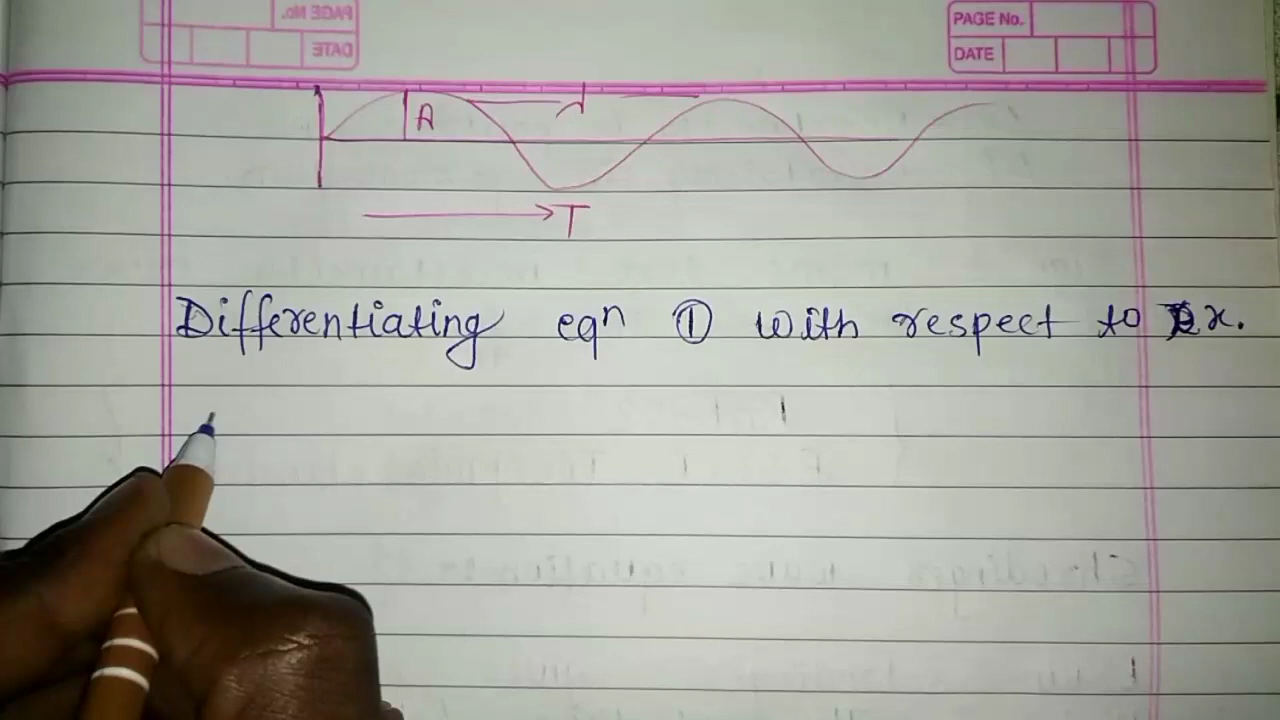 PAGE No.
DATE
A d
T
Differentiating eqⁿ ① with respect to x.